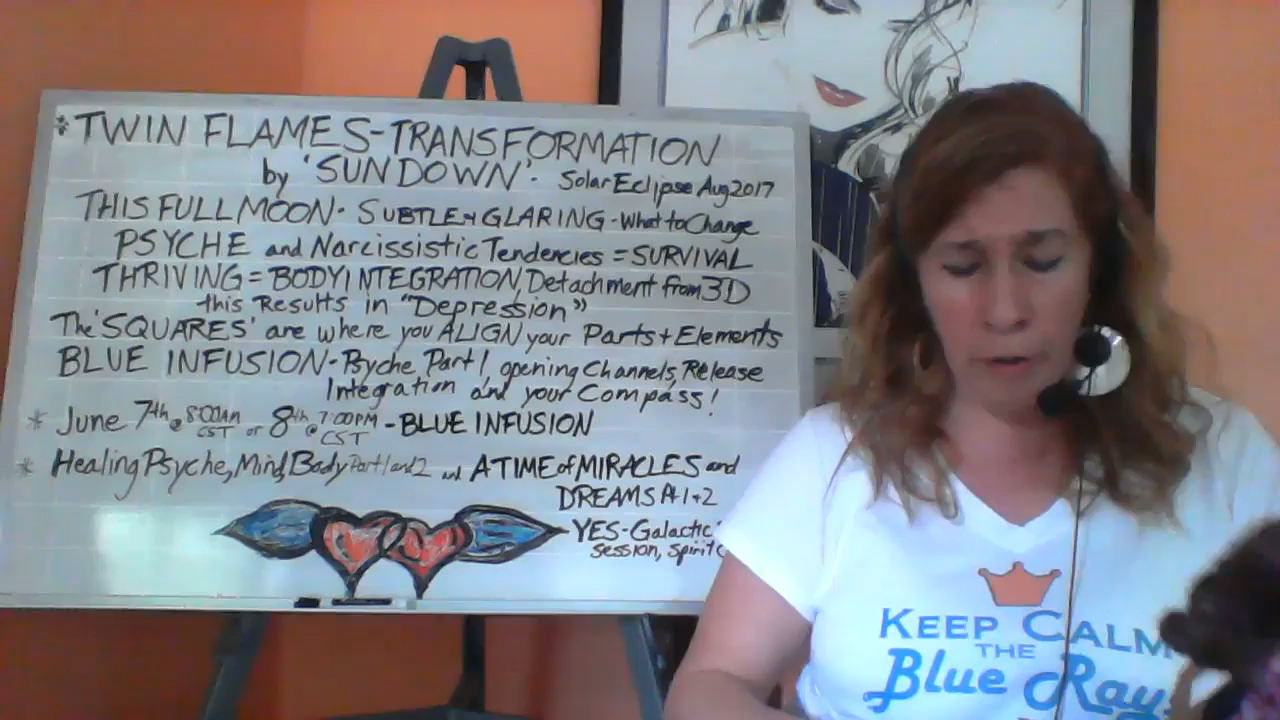 * TWIN FLAMES-TRANSFORMATION
by 'SUNDOWN'. Solar Eclipse Aug 2017
THIS FULL MOON - SUBTLE & GLARING - What to Change
PSYCHE and Narcissistic Tendencies = SURVIVAL
THRIVING = BODY INTEGRATION, Detachment from 3D
this Results in "Depression"
The 'SQUARES' are where you ALIGN your Parts + Elements
BLUE INFUSION - Psyche Part 1, opening Channels, Release
Integration and your Compass!
* June 7th @ 8:00AM CST or 8th @ 7:00PM CST - BLUE INFUSION
* Healing Psyche, Mind, Body Part 1 and 2 and A TIME of MIRACLES and
DREAMS Pt 1+2
YES-Galactic
session, spirit
KEEP CALM
THE
Blue Ray